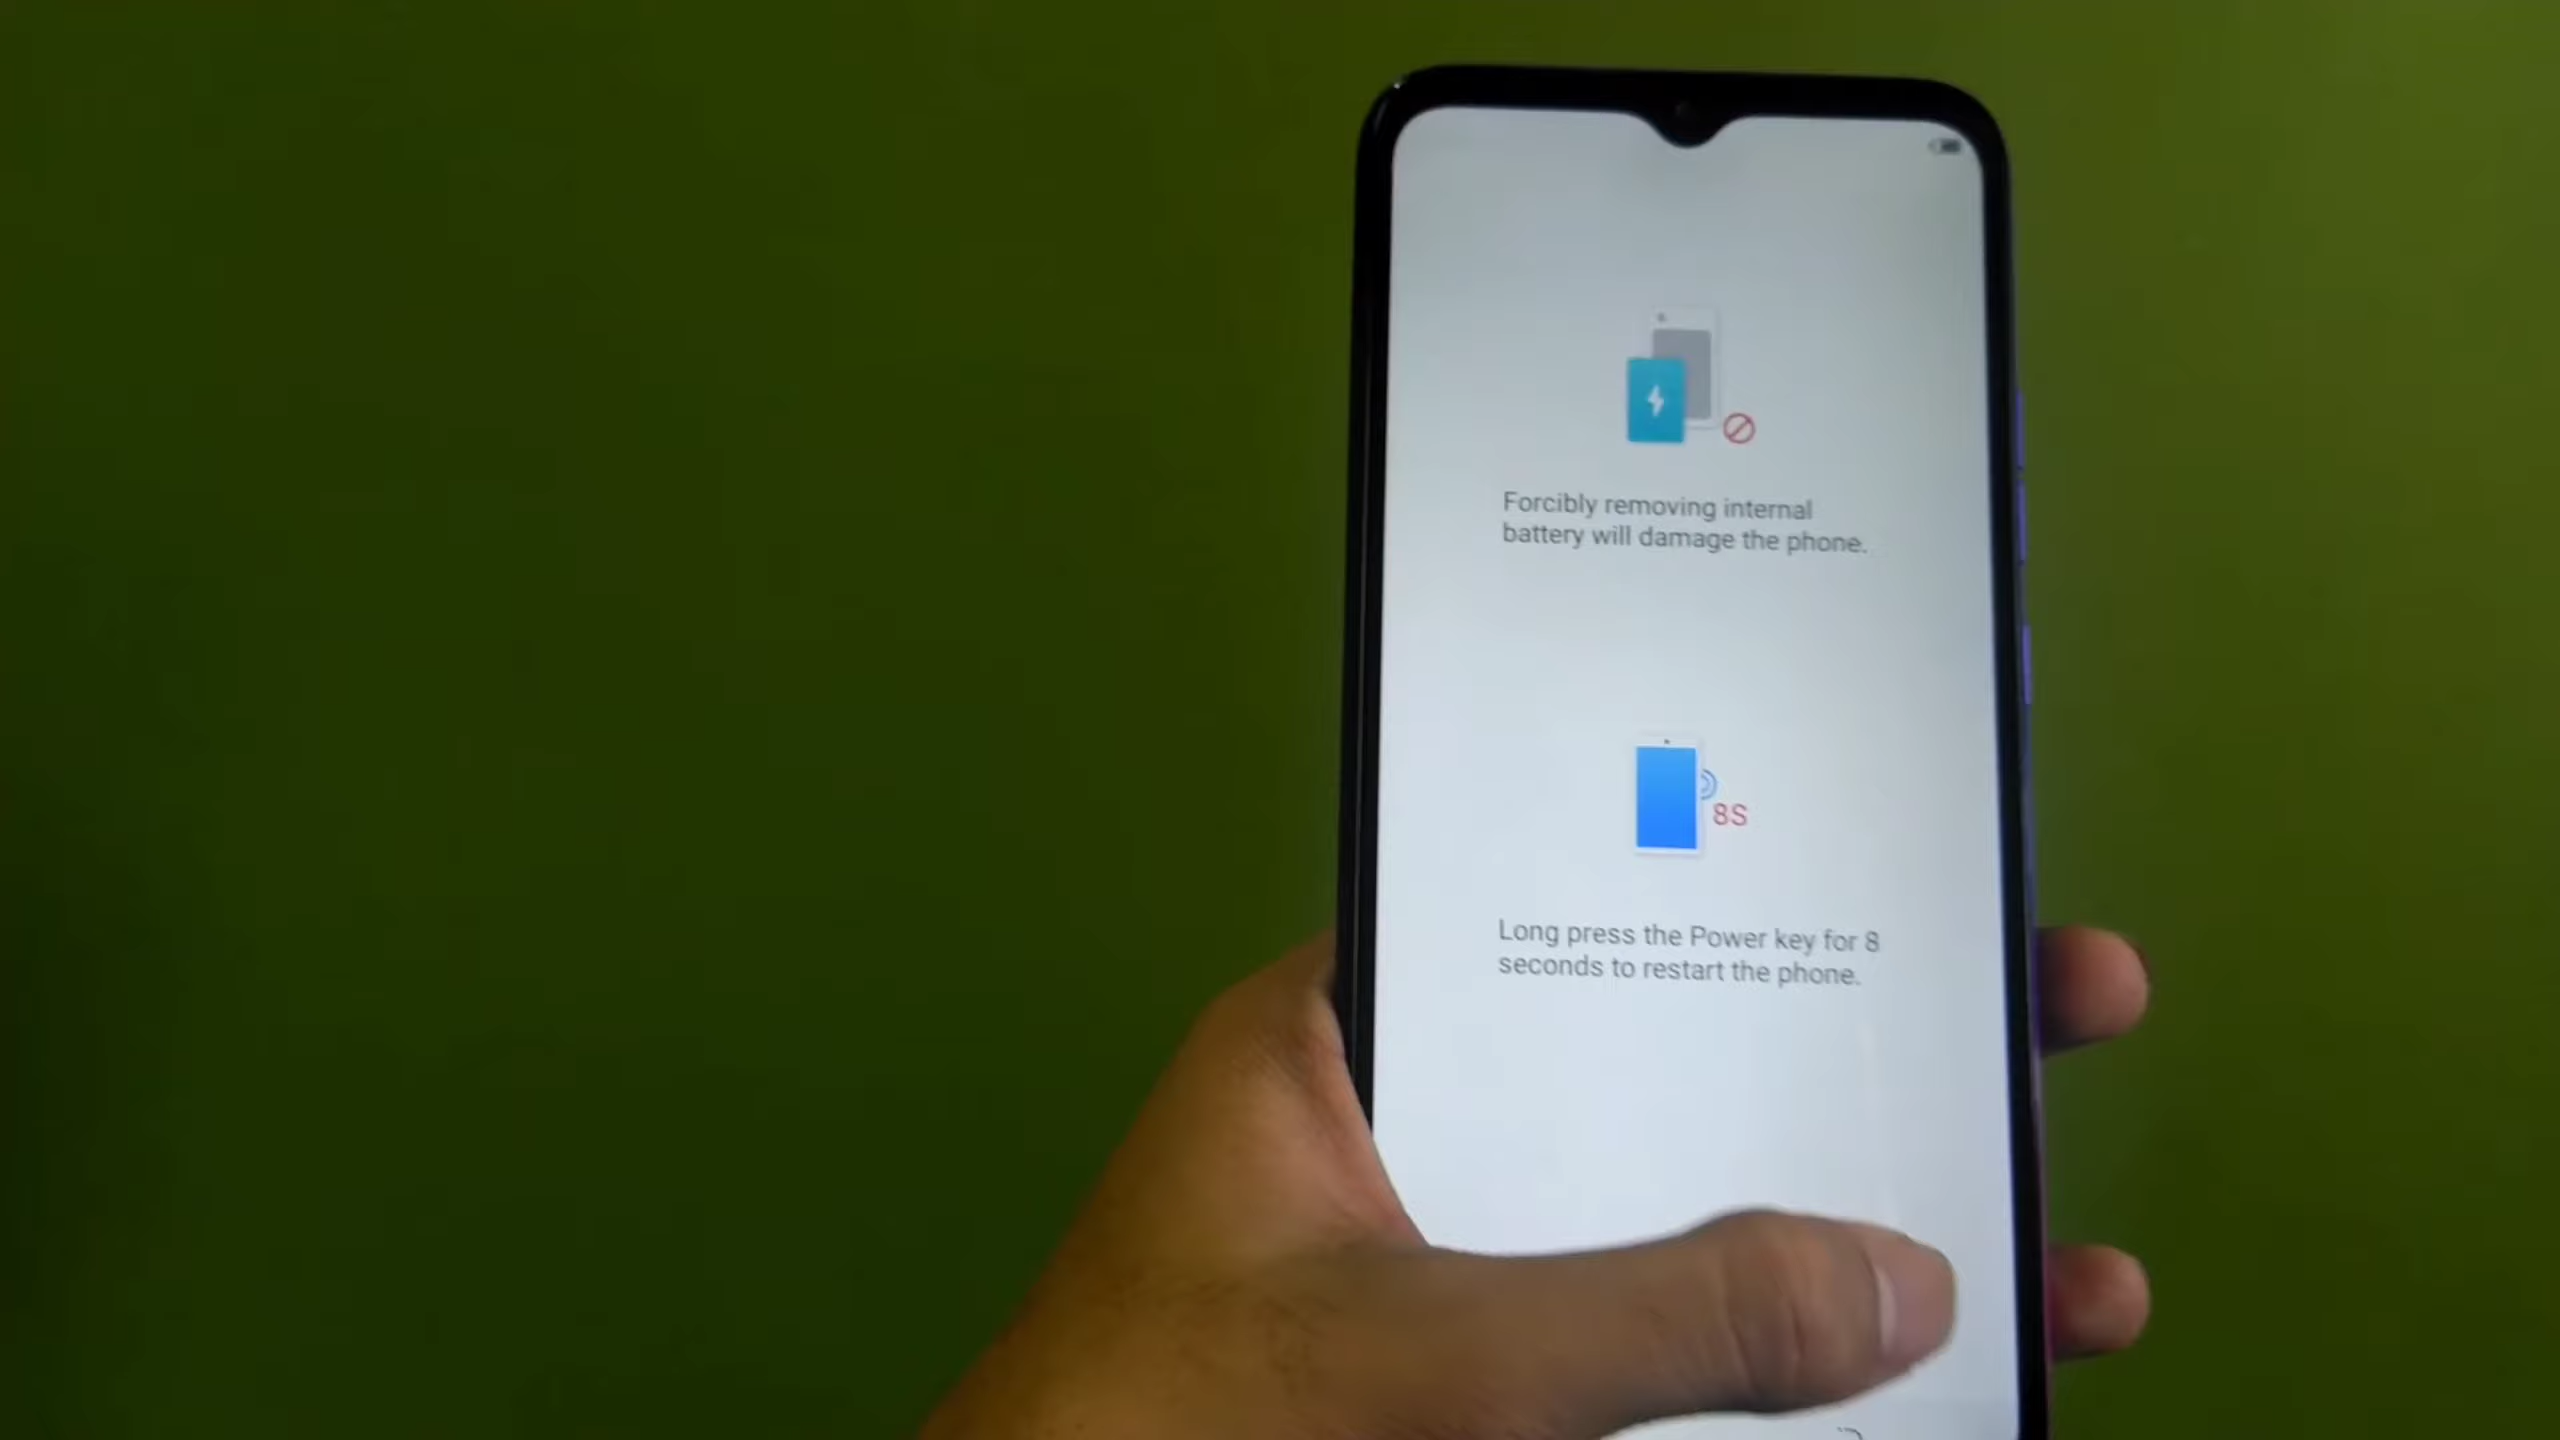 Forcibly removing internal
battery will damage the phone.
8S
Long press the Power key for 8
seconds to restart the phone.